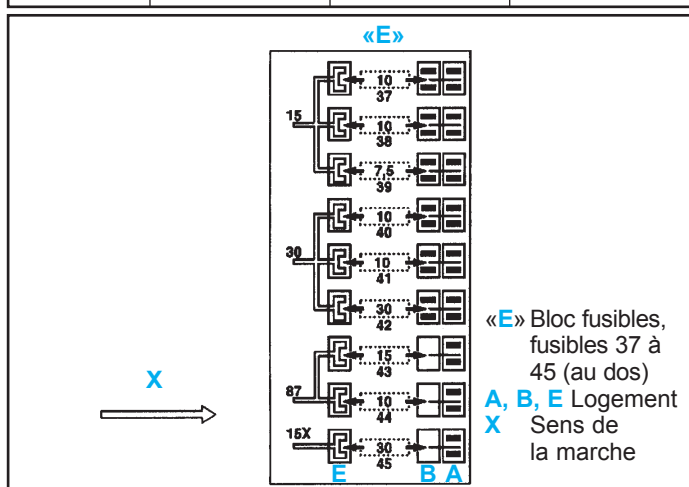 «E»
10
37
15
10
38
7,5
39
10
40
30
10
41
30
42
15
43
87
10
44
15X
30
45
E B A
X
«E» Bloc fusibles,
fusibles 37 à
45 (au dos)
A, B, E Logement
X Sens de
la marche